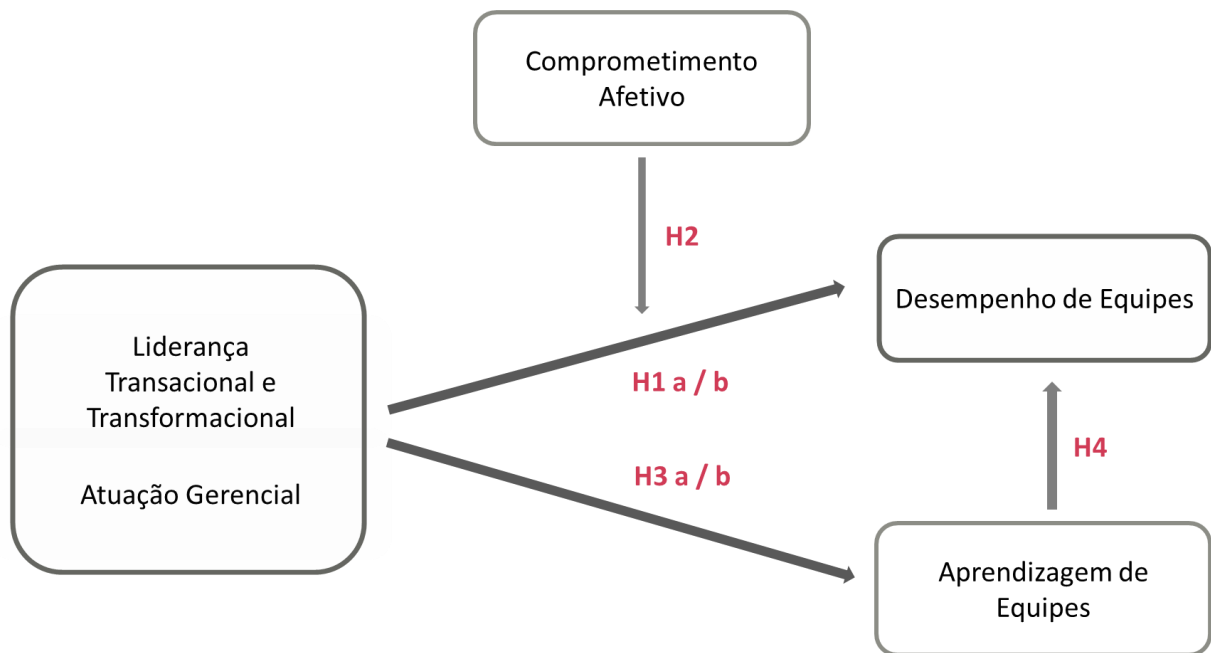 Comprometimento
Afetivo
H2
Desempenho de Equipes
Liderança
Transacional e
Transformacional
H1 a / b
H3 a / b
H4
Atuação Gerencial
Aprendizagem de
Equipes